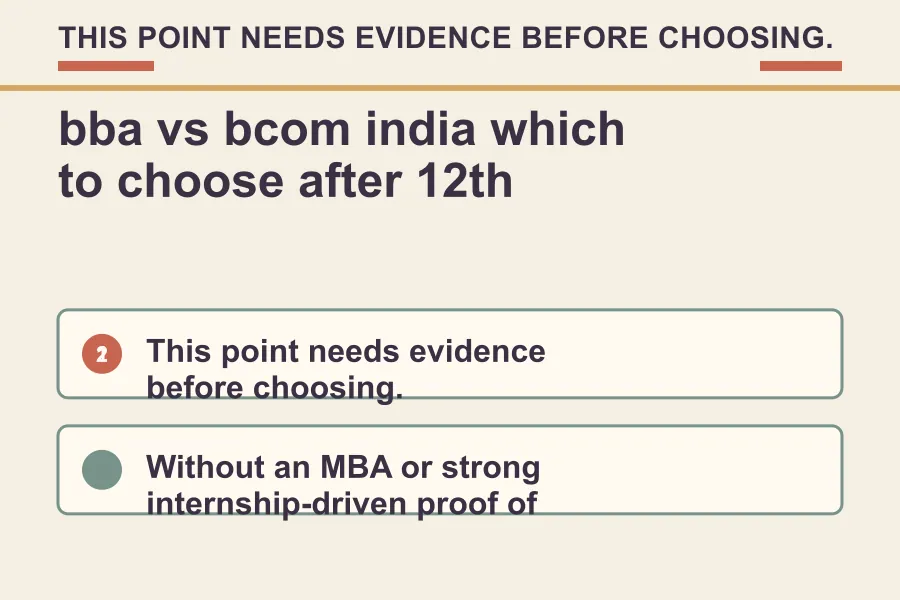 THIS POINT NEEDS EVIDENCE BEFORE CHOOSING.
bba vs bcom india which
to choose after 12th
2
This point needs evidence
before choosing.
Without an MBA or strong
internship-driven proof of